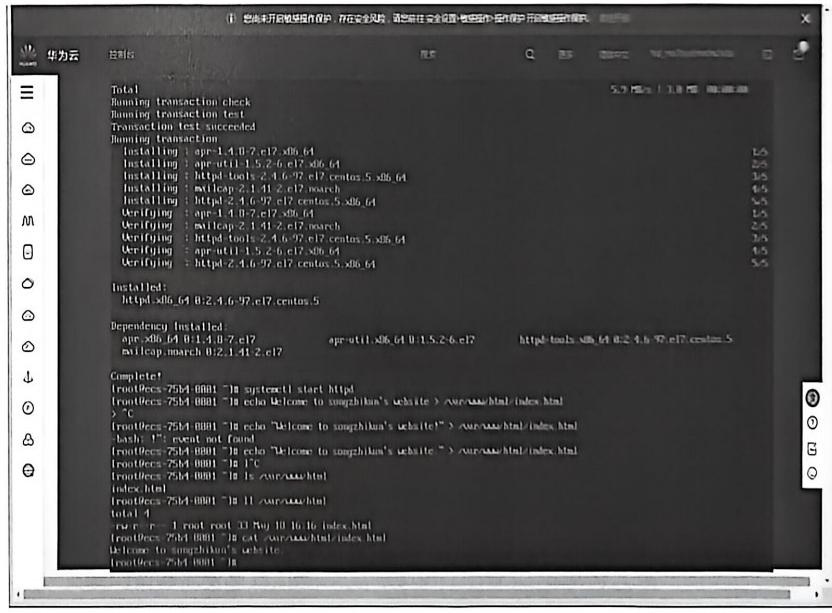 您尚未开启敏感操作保护，存在安全风险，请您前往 安全设置>敏感操作>操作保护 开启敏感操作保护。
华为云 控制台 搜索
Total 5.9 MB/s | 3.0 MB 00:00:00
Running transaction check
Running transaction test
Transaction test succeeded
Running transaction
Installing : apr-1.4.8-7.el7.x86_64 1/5
Installing : apr-util-1.5.2-6.el7.x86_64 2/5
Installing : httpd-tools-2.4.6-97.el7.centos.5.x86_64 3/5
Installing : mailcap-2.1.41-2.el7.noarch 4/5
Installing : httpd-2.4.6-97.el7.centos.5.x86_64 5/5
Verifying : apr-1.4.8-7.el7.x86_64 1/5
Verifying : mailcap-2.1.41-2.el7.noarch 2/5
Verifying : httpd-tools-2.4.6-97.el7.centos.5.x86_64 3/5
Verifying : apr-util-1.5.2-6.el7.x86_64 4/5
Verifying : httpd-2.4.6-97.el7.centos.5.x86_64 5/5
Installed:
httpd.x86_64 0:2.4.6-97.el7.centos.5
Dependency Installed:
apr.x86_64 0:1.4.8-7.el7 apr-util.x86_64 0:1.5.2-6.el7 httpd-tools.x86_64 0:2.4.6-97.el7.centos.5
mailcap.noarch 0:2.1.41-2.el7
Complete!
[root@ecs-75b4-0001 ~]# systemctl start httpd
[root@ecs-75b4-0001 ~]# echo Welcome to songzhikun's website > /var/www/html/index.html
> ^C
[root@ecs-75b4-0001 ~]# echo "Welcome to songzhikun's website!" > /var/www/html/index.html
-bash: !": event not found
[root@ecs-75b4-0001 ~]# echo "Welcome to songzhikun's website." > /var/www/html/index.html
[root@ecs-75b4-0001 ~]# l^C
[root@ecs-75b4-0001 ~]# ls /var/www/html
index.html
[root@ecs-75b4-0001 ~]# ll /var/www/html
total 4
-rw-r--r-- 1 root root 33 May 18 16:16 index.html
[root@ecs-75b4-0001 ~]# cat /var/www/html/index.html
Welcome to songzhikun's website.
[root@ecs-75b4-0001 ~]#